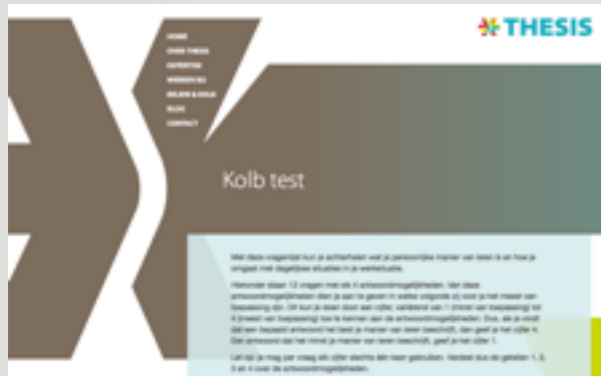 THESIS
HOME
OVER THESIS
EXPERTISE
WERKEN BIJ
BELBIN & KOLB
BLOG
CONTACT
Kolb test
Met deze vragenlijst kun je achterhalen wat je persoonlijke manier van leren is en hoe je
omgaat met dagelijkse situaties in je werksituatie.
Hieronder staan 12 vragen met elk 4 antwoordmogelijkheden. Van deze
antwoordmogelijkheden dien je aan te geven in welke volgorde zij voor je het meest van
toepassing zijn. Dit kun je doen door een cijfer, variërend van 1 (minst van toepassing) tot
4 (meest van toepassing) toe te kennen aan de antwoordmogelijkheden. Dus, als je vindt
dat een bepaald antwoord het best je manier van leren beschrijft, dan geef je het cijfer 4.
Een antwoord dat het minst je manier van leren beschrijft, geef je het cijfer 1.
Let op! je mag per vraag elk cijfer slechts één keer gebruiken. Verdeel dus de getallen 1, 2,
3 en 4 over de antwoordmogelijkheden.